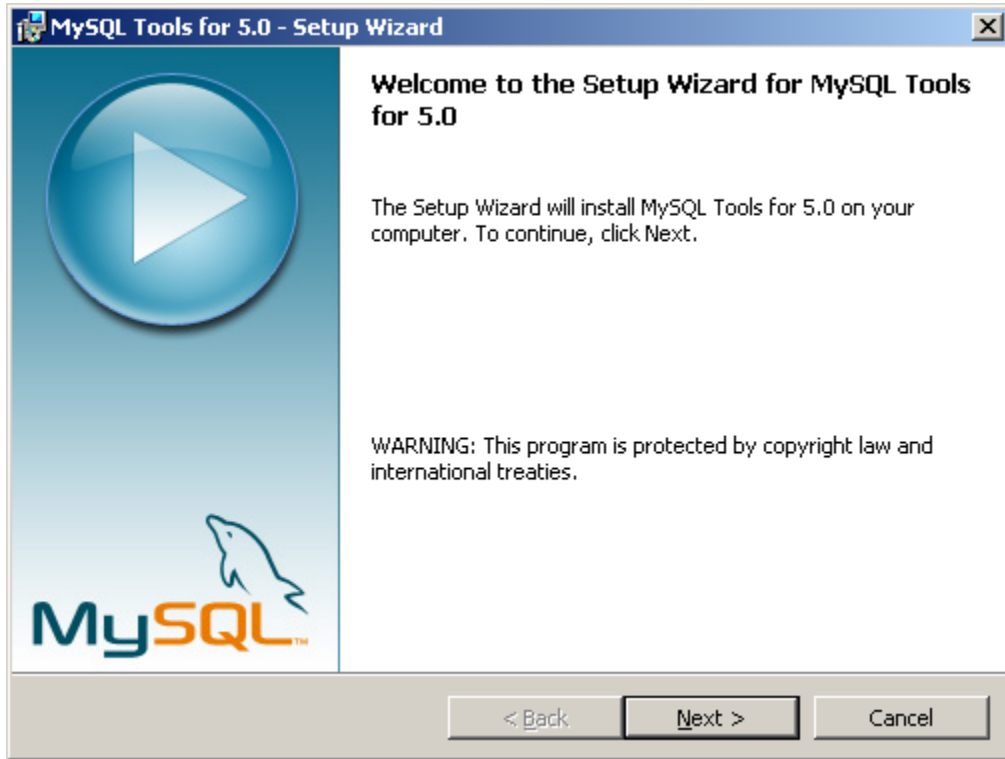 MySQL Tools for 5.0 - Setup Wizard
Welcome to the Setup Wizard for MySQL Tools
for 5.0
The Setup Wizard will install MySQL Tools for 5.0 on your
computer. To continue, click Next.
WARNING: This program is protected by copyright law and
international treaties.
MySQL™
< Back
Next >
Cancel